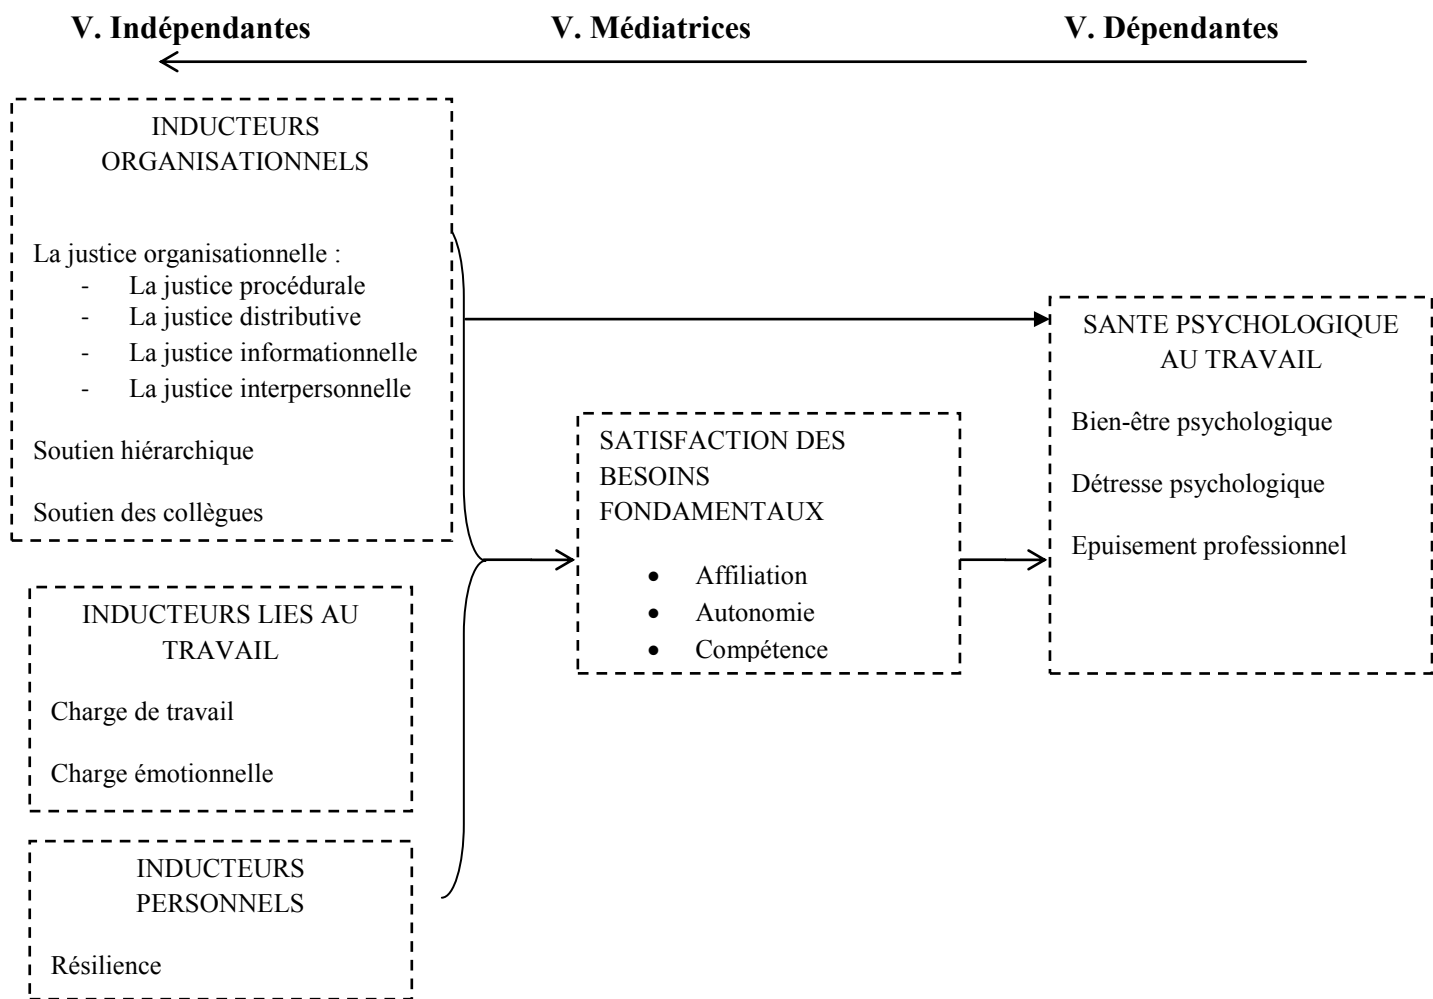 V. Indépendantes
V. Médiatrices
V. Dépendantes
INDUCTEURS
ORGANISATIONNELS
La justice organisationnelle :
- La justice procédurale
- La justice distributive
- La justice informationnelle
- La justice interpersonnelle
Soutien hiérarchique
Soutien des collègues
INDUCTEURS LIES AU
TRAVAIL
Charge de travail
Charge émotionnelle
INDUCTEURS
PERSONNELS
Résilience
SATISFACTION DES
BESOINS
FONDAMENTAUX
• Affiliation
• Autonomie
• Compétence
SANTE PSYCHOLOGIQUE
AU TRAVAIL
Bien-être psychologique
Détresse psychologique
Epuisement professionnel